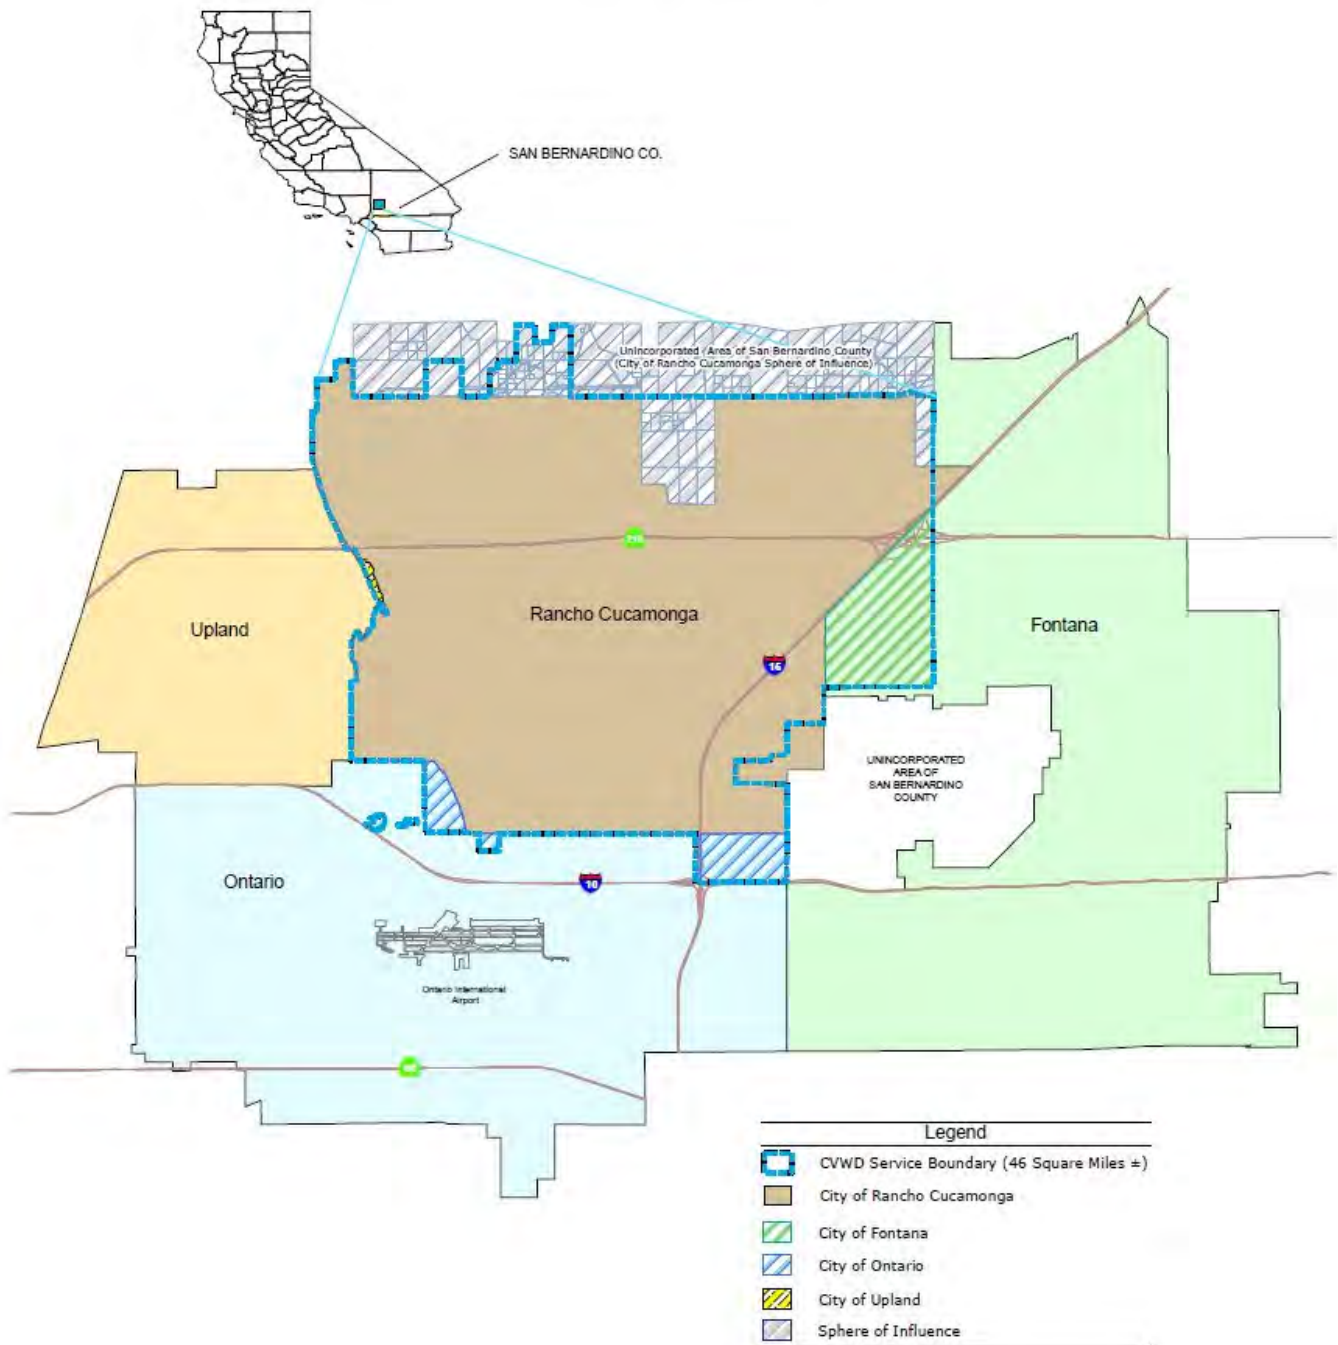 SAN BERNARDINO CO.
Unincorporated Area of San Bernardino County
(City of Rancho Cucamonga Sphere of Influence)
210
Upland
Rancho Cucamonga
Fontana
15
UNINCORPORATED
AREA OF
SAN BERNARDINO
COUNTY
Ontario
10
Ontario International
Airport
Legend
CVWD Service Boundary (46 Square Miles ±)
City of Rancho Cucamonga
City of Fontana
City of Ontario
City of Upland
Sphere of Influence